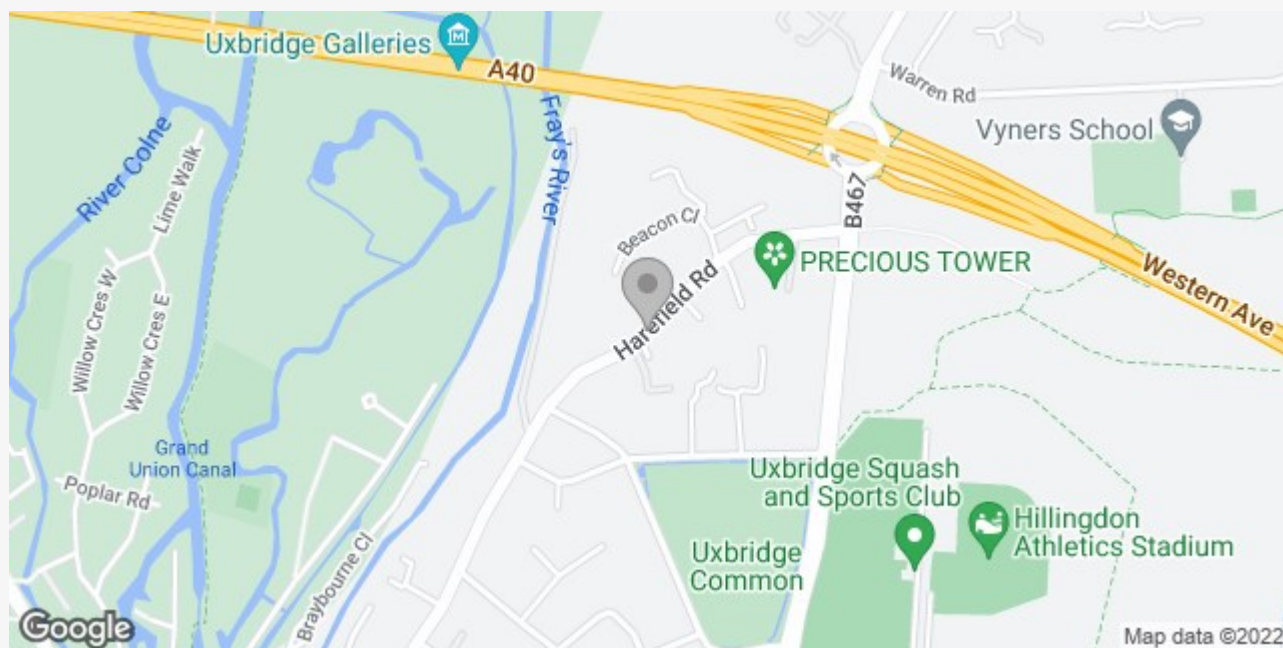 Uxbridge Galleries
A40
Warren Rd
Vyners School
River Colne
Lime Walk
Fray's River
B467
Beacon Cl
PRECIOUS TOWER
Western Ave
Willow Cres W
Willow Cres E
Harefield Rd
Grand
Union Canal
Poplar Rd
Uxbridge Squash
and Sports Club
Hillingdon
Athletics Stadium
Uxbridge
Common
Braybourne Cl
Google
Map data ©2022